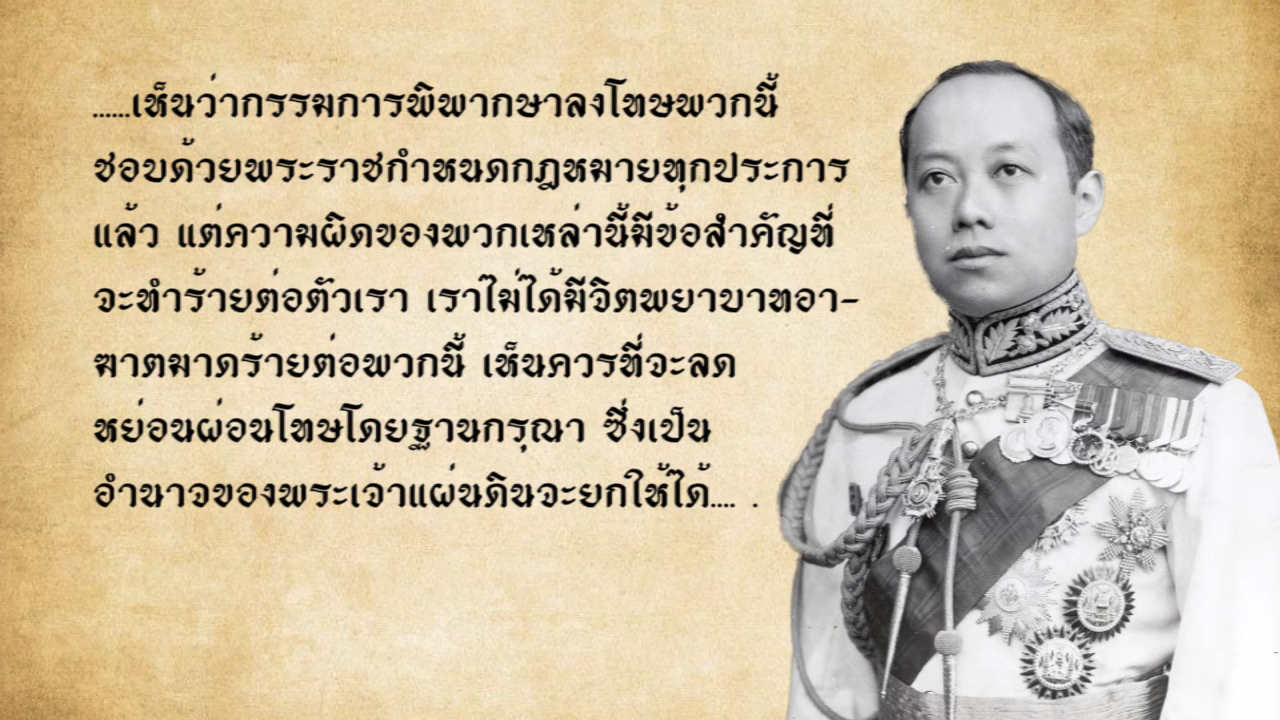 ......เห็นว่ากรรมการพิพากษาลงโทษพวกนี้
ชอบด้วยพระราชกำหนดกฎหมายทุกประการ
แล้ว แต่ความผิดของพวกเหล่านี้มีข้อสำคัญที่
จะทำร้ายต่อตัวเรา เราไม่ได้มีจิตพยาบาทอา-
ฆาตมาดร้ายต่อพวกนี้ เห็นควรที่จะลด
หย่อนผ่อนโทษโดยฐานกรุณา ซึ่งเป็น
อำนาจของพระเจ้าแผ่นดินจะยกให้ได้.... .